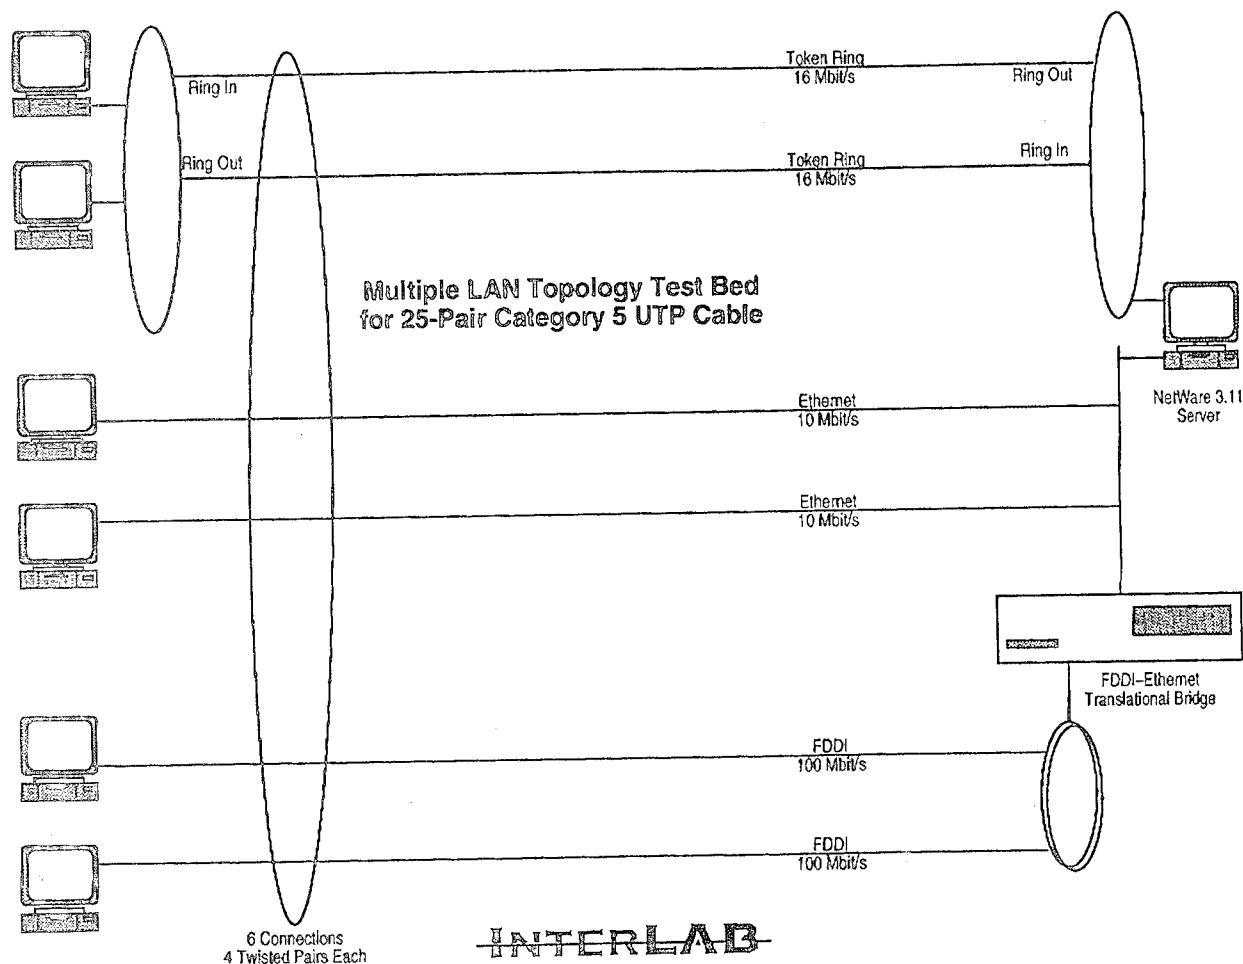 Token Ring
16 Mbit/s
Ring In
Ring Out
Ring Out
Token Ring
16 Mbit/s
Ring In
Multiple LAN Topology Test Bed
for 25-Pair Category 5 UTP Cable
Ethernet
10 Mbit/s
NetWare 3.11
Server
Ethernet
10 Mbit/s
FDDI-Ethernet
Translational Bridge
FDDI
100 Mbit/s
FDDI
100 Mbit/s
6 Connections
4 Twisted Pairs Each
INTERLAB